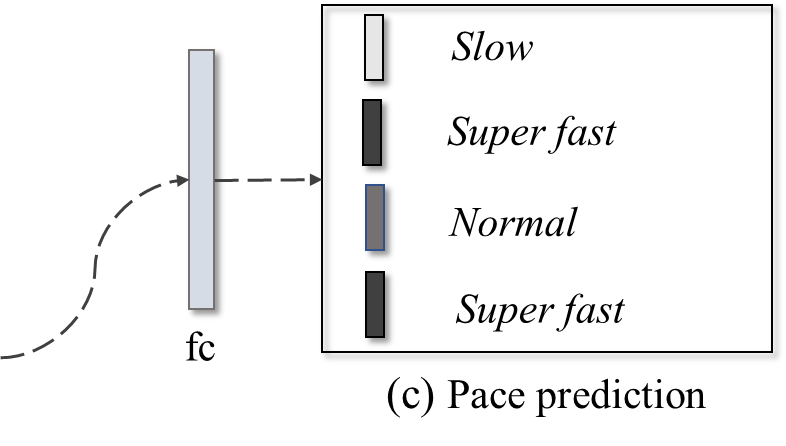 Slow
Super fast
Normal
Super fast
fc
(c) Pace prediction